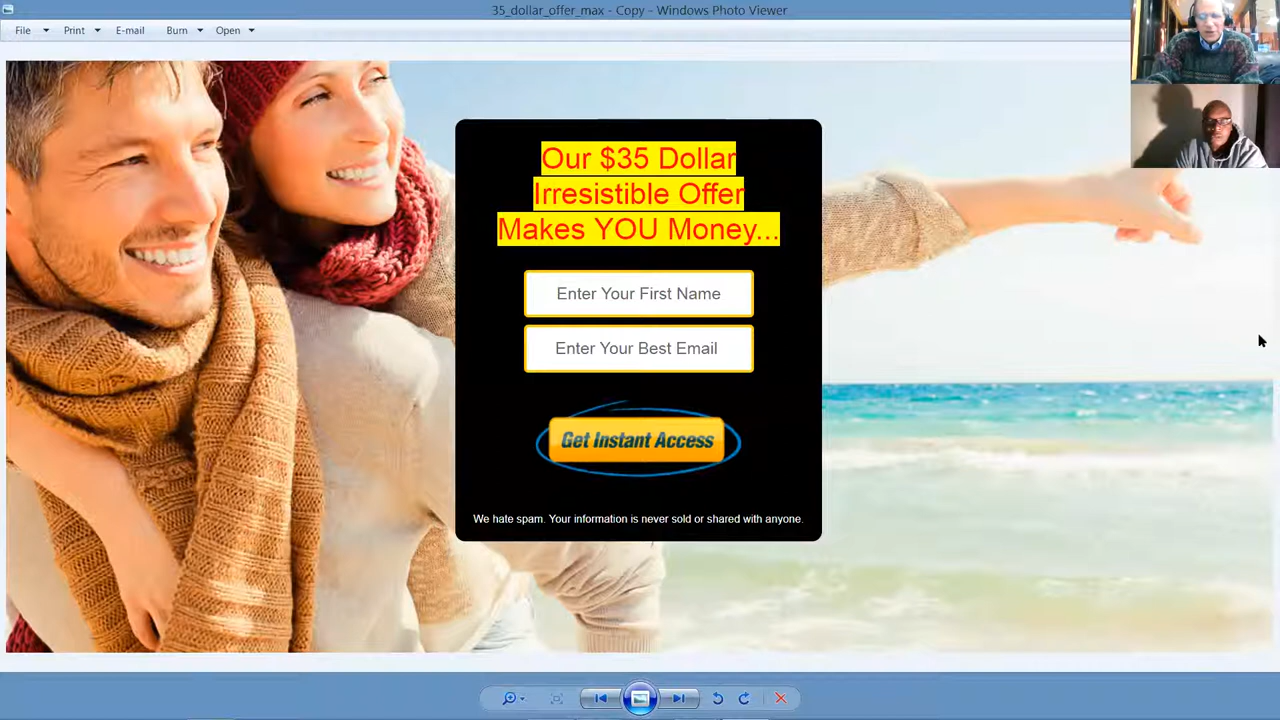 35_dollar_offer_max - Copy - Windows Photo Viewer
File Print E-mail Burn Open
Our $35 Dollar
Irresistible Offer
Makes YOU Money...
Enter Your First Name
Enter Your Best Email
Get Instant Access
We hate spam. Your information is never sold or shared with anyone.